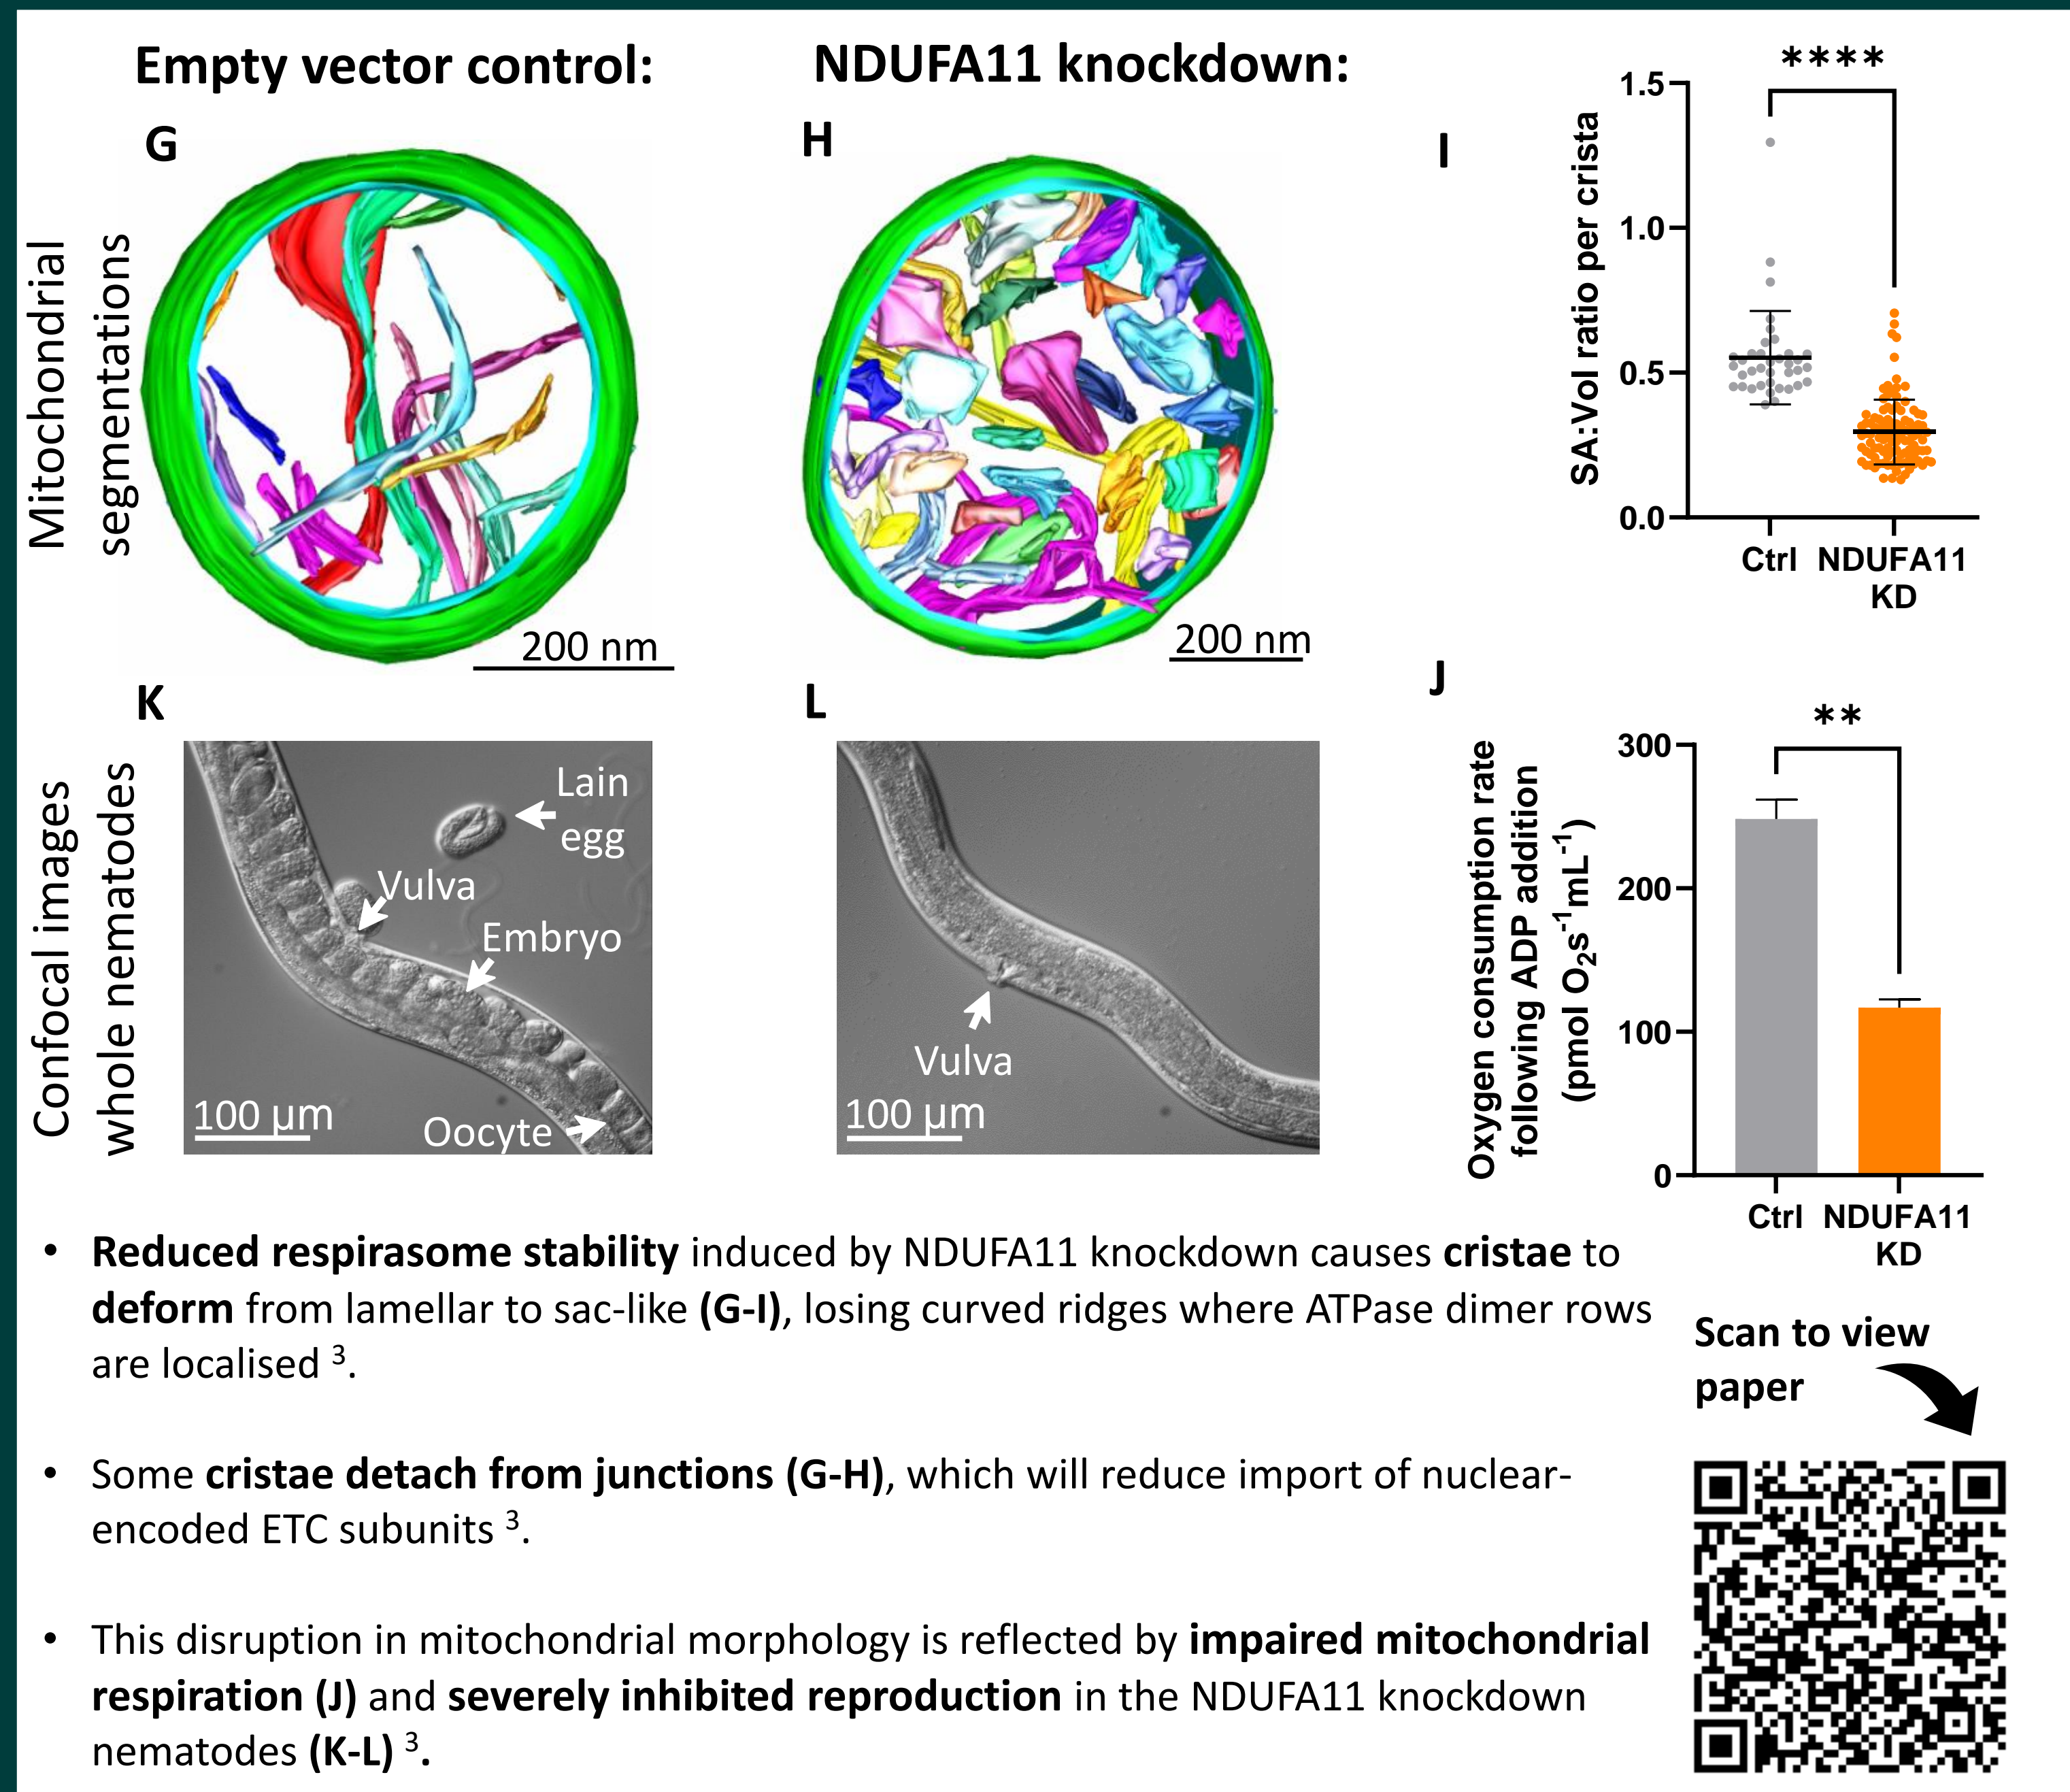 Empty vector control:
NDUFA11 knockdown:
G
H
Mitochondrial
segmentations
200 nm
200 nm
I
****
SA:Vol ratio per crista
1.5
1.0
0.5
0.0
Ctrl
NDUFA11
KD
K
L
Confocal images
whole nematodes
Lain
egg
Vulva
Embryo
Oocyte
100 µm
Vulva
100 µm
J
**
Oxygen consumption rate
following ADP addition
(pmol O₂s⁻¹mL⁻¹)
300
200
100
0
Ctrl
NDUFA11
KD
• Reduced respirasome stability induced by NDUFA11 knockdown causes cristae to
deform from lamellar to sac-like (G-I), losing curved ridges where ATPase dimer rows
are localised ³.
• Some cristae detach from junctions (G-H), which will reduce import of nuclear-
encoded ETC subunits ³.
• This disruption in mitochondrial morphology is reflected by impaired mitochondrial
respiration (J) and severely inhibited reproduction in the NDUFA11 knockdown
nematodes (K-L) ³.
Scan to view
paper